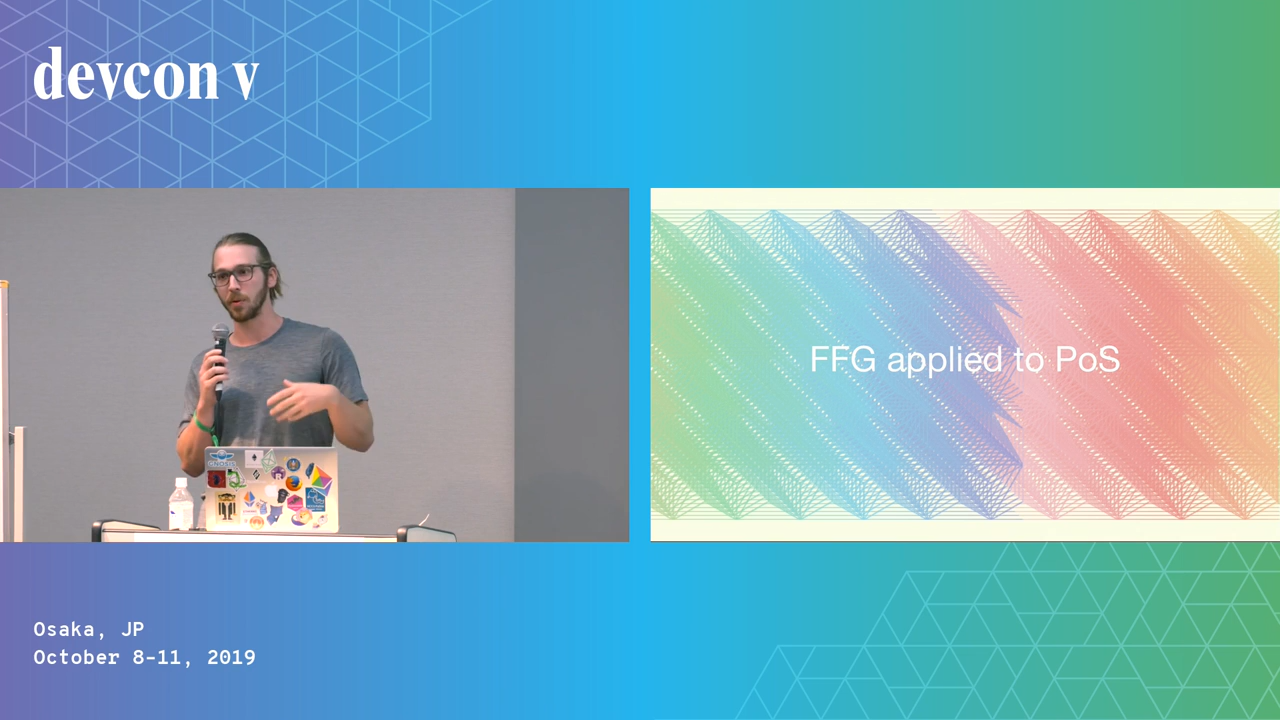 devcon v
FFG applied to PoS
Osaka, JP
October 8-11, 2019